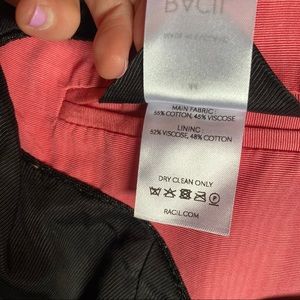 RACIL
MAIN FABRIC :
55% COTTON, 45% VISCOSE
LINING :
52% VISCOSE, 48% COTTON
DRY CLEAN ONLY
RACIL.COM